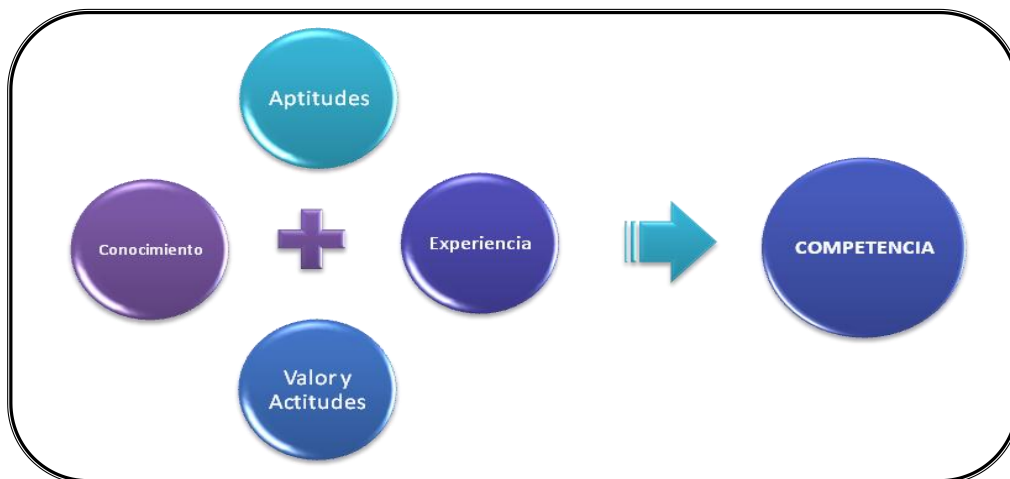 Aptitudes
Conocimiento
Experiencia
COMPETENCIA
Valor y
Actitudes